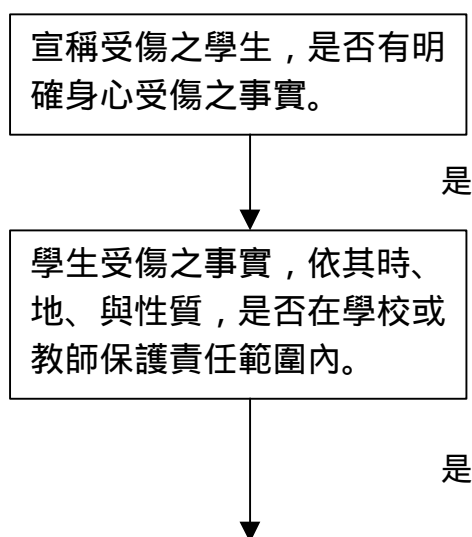 宣稱受傷之學生，是否有明
確身心受傷之事實。
是
學生受傷之事實，依其時、
地、與性質，是否在學校或
教師保護責任範圍內。
是